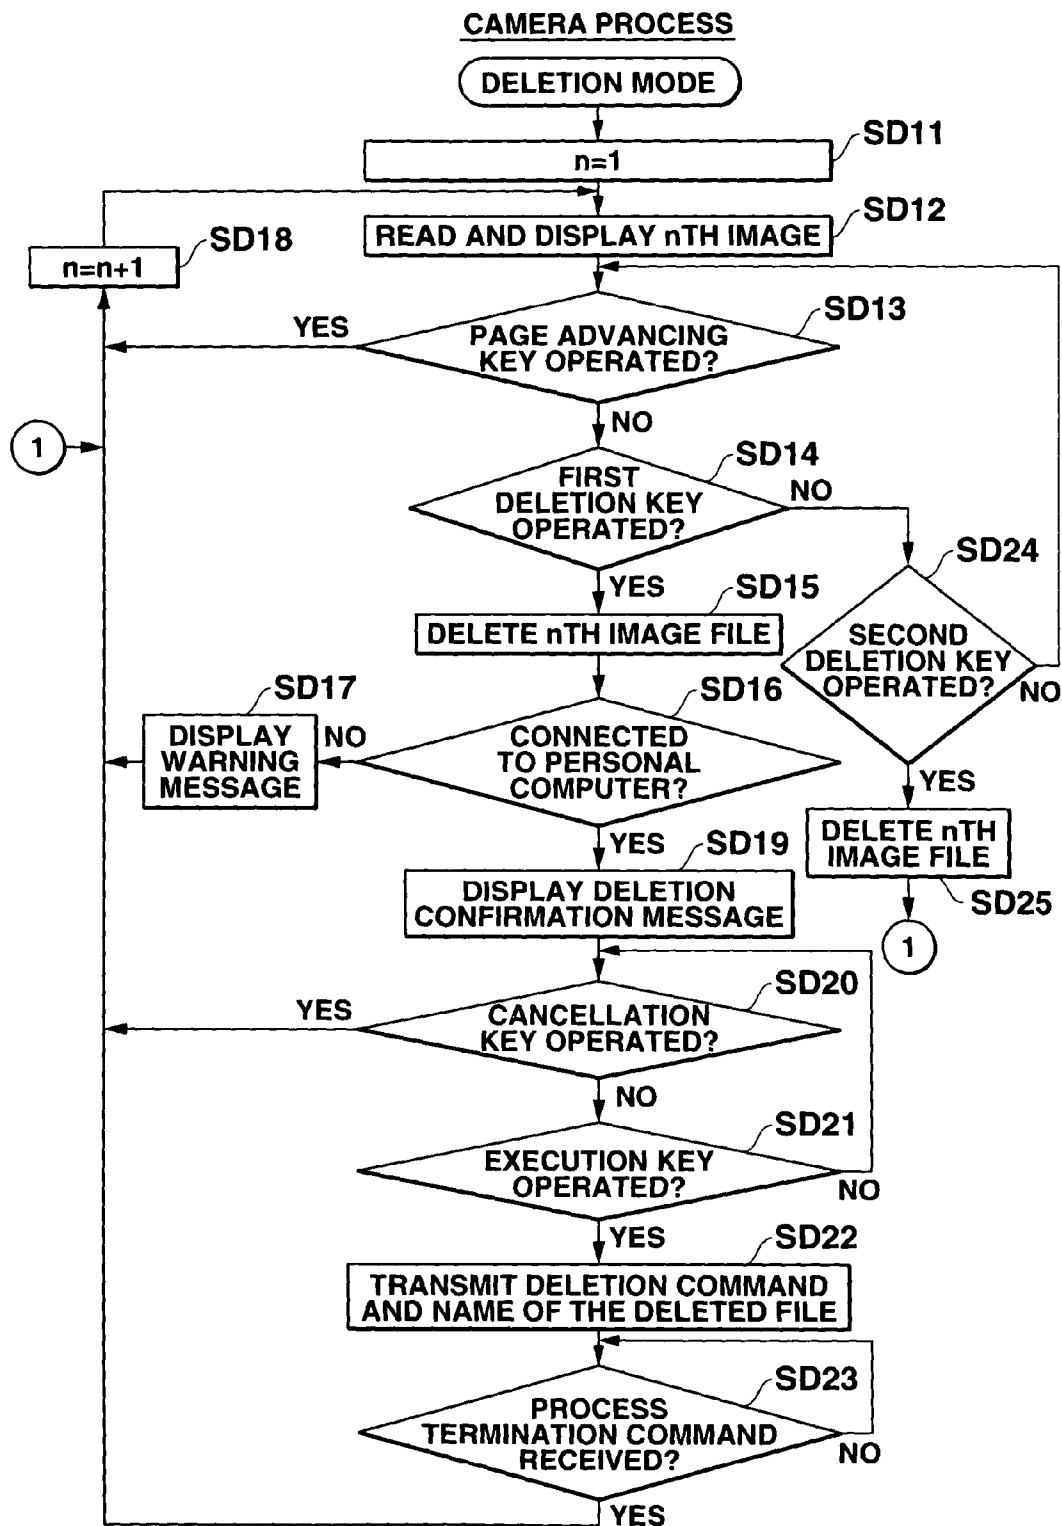 CAMERA PROCESS
DELETION MODE
SD11
n=1
SD12
READ AND DISPLAY nTH IMAGE
SD18
n=n+1
SD13
YES
PAGE ADVANCING
KEY OPERATED?
NO
1
SD14
FIRST
DELETION KEY
OPERATED?
NO
SD24
YES
SD15
DELETE nTH IMAGE FILE
SECOND
DELETION KEY
OPERATED?
NO
SD17
SD16
DISPLAY
WARNING
MESSAGE
NO
CONNECTED
TO PERSONAL
COMPUTER?
YES
YES
DELETE nTH
IMAGE FILE
SD25
1
SD19
DISPLAY DELETION
CONFIRMATION MESSAGE
SD20
YES
CANCELLATION
KEY OPERATED?
NO
SD21
EXECUTION KEY
OPERATED?
NO
YES
SD22
TRANSMIT DELETION COMMAND
AND NAME OF THE DELETED FILE
SD23
PROCESS
TERMINATION COMMAND
RECEIVED?
NO
YES